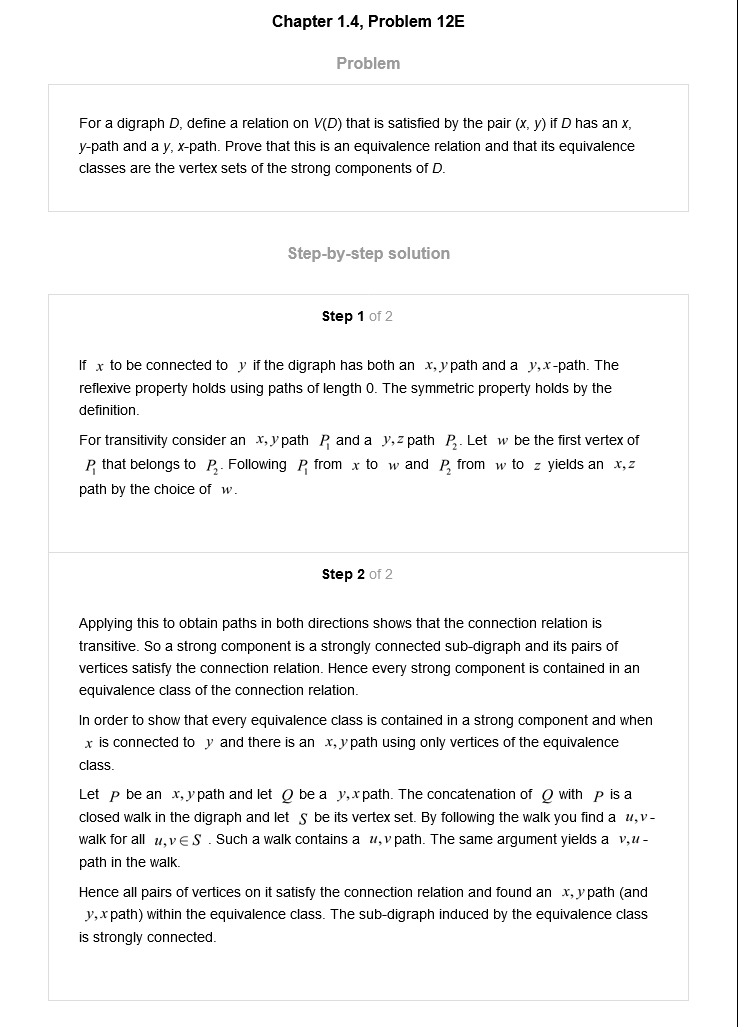 Chapter 1.4, Problem 12E
Problem
For a digraph D, define a relation on V(D) that is satisfied by the pair (x, y) if D has an x,
y-path and a y, x-path. Prove that this is an equivalence relation and that its equivalence
classes are the vertex sets of the strong components of D.
Step-by-step solution
Step 1 of 2
If x to be connected to y if the digraph has both an x, y path and a y, x-path. The
reflexive property holds using paths of length 0. The symmetric property holds by the
definition.
For transitivity consider an x, y path P₁ and a y, z path P₂. Let w be the first vertex of
P₁ that belongs to P₂. Following P₁ from x to w and P₂ from w to z yields an x, z
path by the choice of w.
Step 2 of 2
Applying this to obtain paths in both directions shows that the connection relation is
transitive. So a strong component is a strongly connected sub-digraph and its pairs of
vertices satisfy the connection relation. Hence every strong component is contained in an
equivalence class of the connection relation.
In order to show that every equivalence class is contained in a strong component and when
x is connected to y and there is an x, y path using only vertices of the equivalence
class.
Let P be an x, y path and let Q be a y, x path. The concatenation of Q with P is a
closed walk in the digraph and let S be its vertex set. By following the walk you find a u, v-
walk for all u, v ∈ S . Such a walk contains a u, v path. The same argument yields a v, u-
path in the walk.
Hence all pairs of vertices on it satisfy the connection relation and found an x, y path (and
y, x path) within the equivalence class. The sub-digraph induced by the equivalence class
is strongly connected.